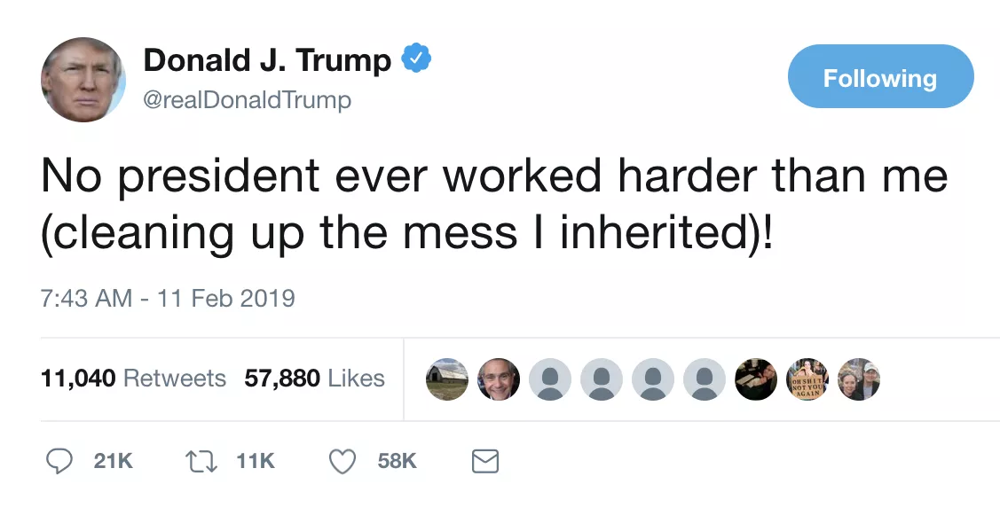 Donald J. Trump
@realDonaldTrump
Following
No president ever worked harder than me
(cleaning up the mess I inherited)!
7:43 AM - 11 Feb 2019
11,040 Retweets 57,880 Likes
OH SHIT
NOT YOU
AGAIN
21K 11K 58K